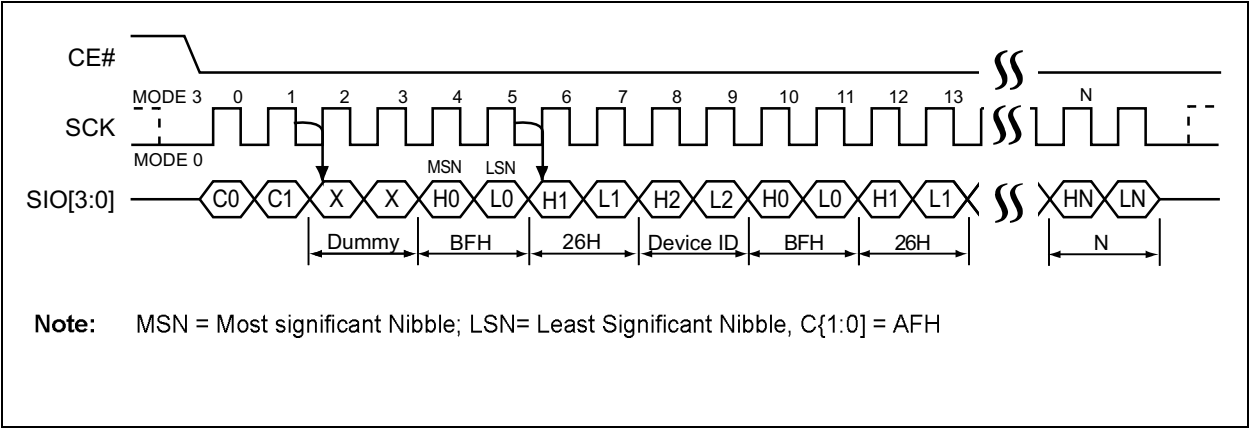 CE#
MODE 3 0 1 2 3 4 5 6 7 8 9 10 11 12 13 N
SCK
MODE 0
MSN LSN
SIO[3:0] C0 C1 X X H0 L0 H1 L1 H2 L2 H0 L0 H1 L1 HN LN
Dummy BFH 26H Device ID BFH 26H N
Note: MSN = Most significant Nibble; LSN= Least Significant Nibble, C{1:0] = AFH